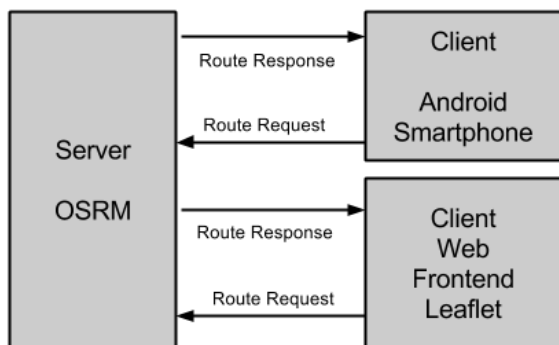 Server
OSRM
Route Response
Route Request
Route Response
Route Request
Client
Android
Smartphone
Client
Web
Frontend
Leaflet